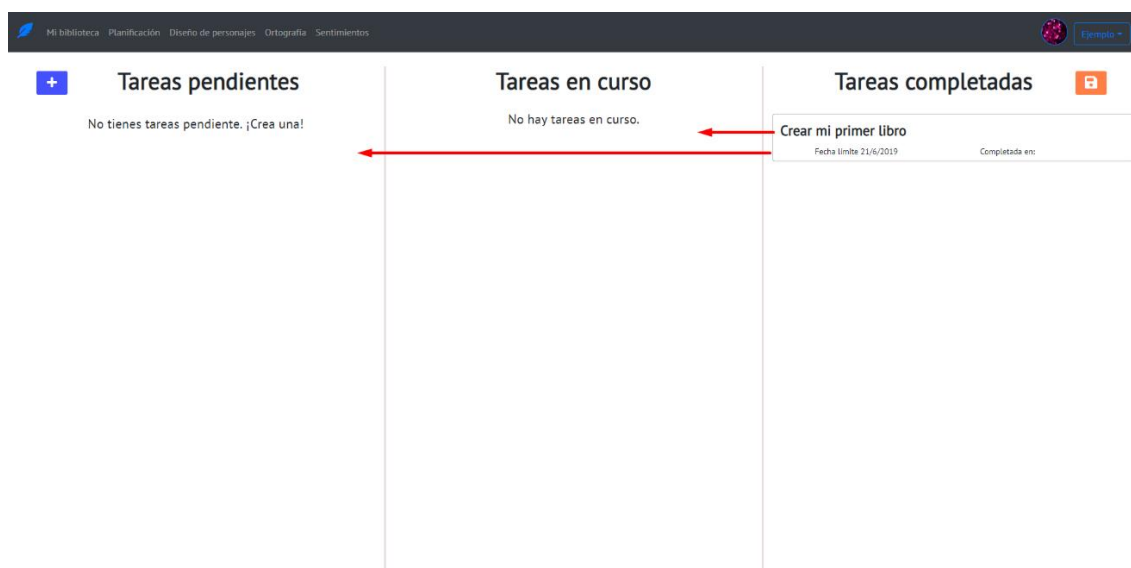 Mi biblioteca Planificación Diseño de personajes Ortografía Sentimientos Ejemplo
Tareas pendientes
No tienes tareas pendiente. ¡Crea una!
Tareas en curso
No hay tareas en curso.
Tareas completadas
Crear mi primer libro
Fecha límite 21/6/2019 Completada en: